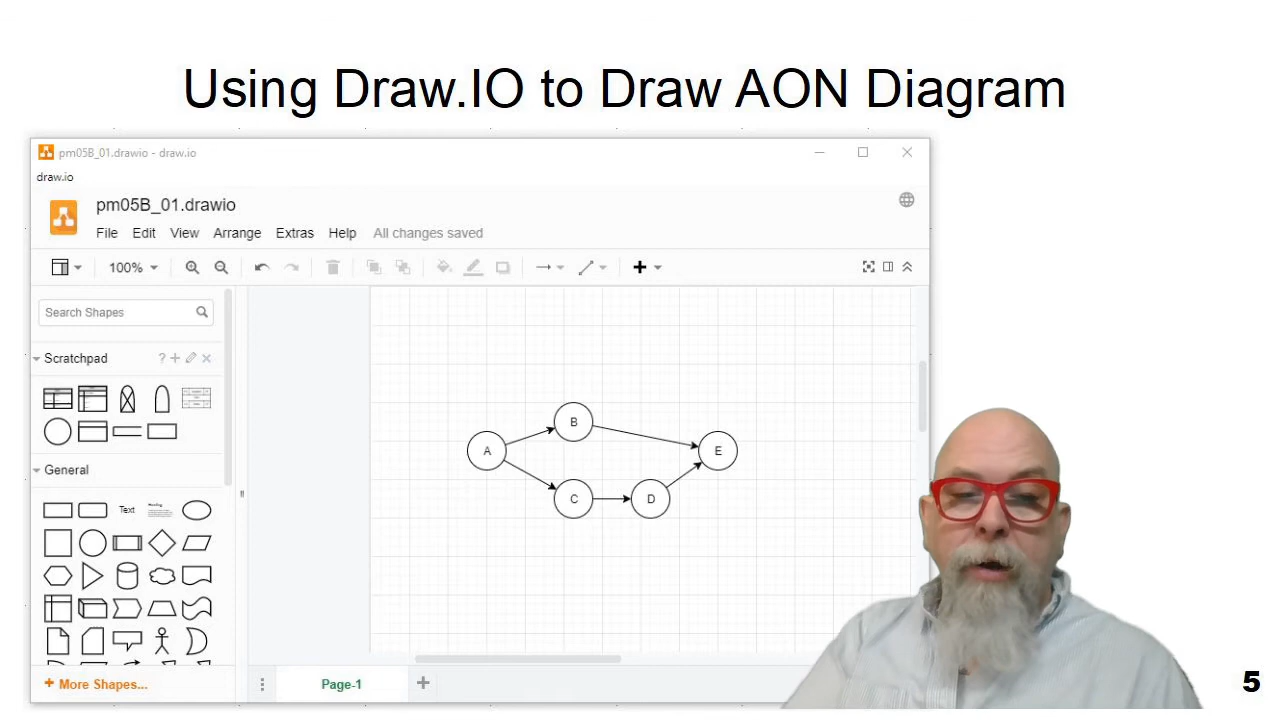 Using Draw.IO to Draw AON Diagram
pm05B_01.drawio - draw.io
draw.io
pm05B_01.drawio
File Edit View Arrange Extras Help All changes saved
100%
Search Shapes
Scratchpad ?
General
Text
B
A
E
C
D
More Shapes...
Page-1
5